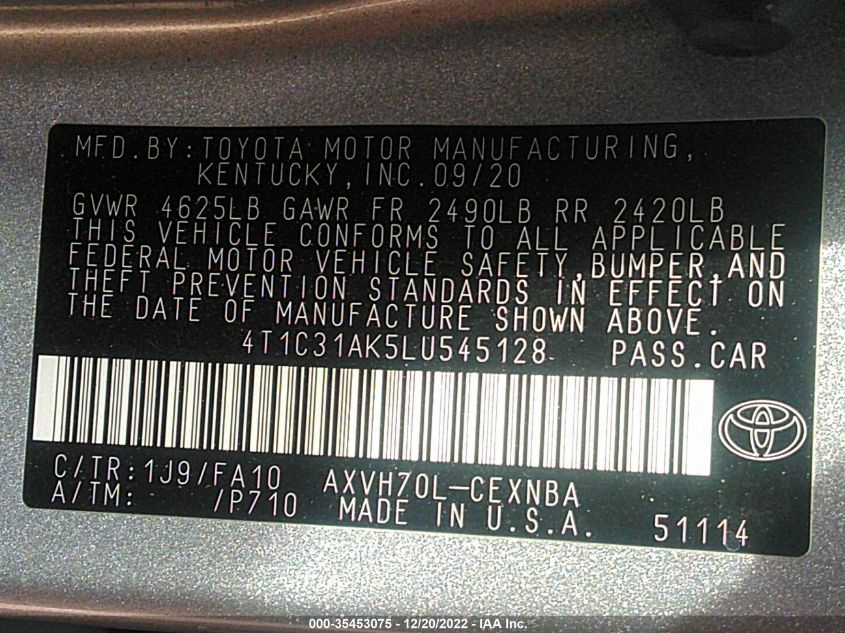 MFD.BY:TOYOTA MOTOR MANUFACTURING,
KENTUCKY,INC.09/20
GVWR 4625LB GAWR FR 2490LB RR 2420LB
THIS VEHICLE CONFORMS TO ALL APPLICABLE
FEDERAL MOTOR VEHICLE SAFETY,BUMPER,AND
THEFT PREVENTION STANDARDS IN EFFECT ON
THE DATE OF MANUFACTURE SHOWN ABOVE.
4T1C31AK5LU545128 PASS.CAR
C/TR:1J9/FA10 AXVH70L-CEXNBA
A/TM: /P710 MADE IN U.S.A. 51114
000-35453075 - 12/20/2022 - IAA Inc.